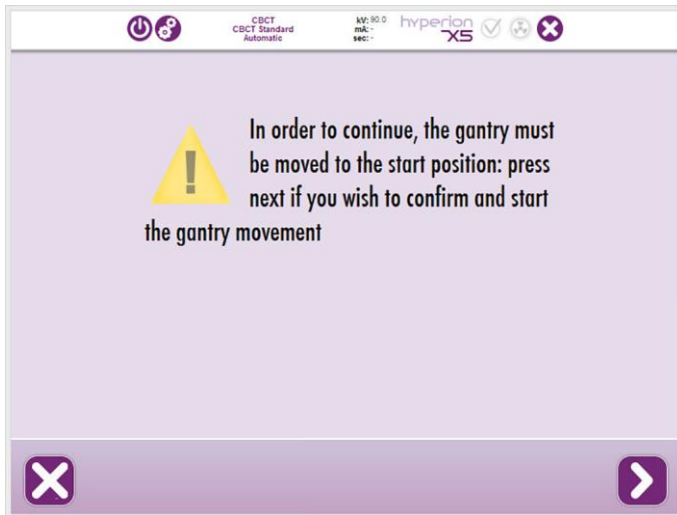 CBCT
CBCT Standard
Automatic
kV: 90.0
mA: -
sec: -
hyperion
X5
In order to continue, the gantry must
be moved to the start position: press
next if you wish to confirm and start
the gantry movement